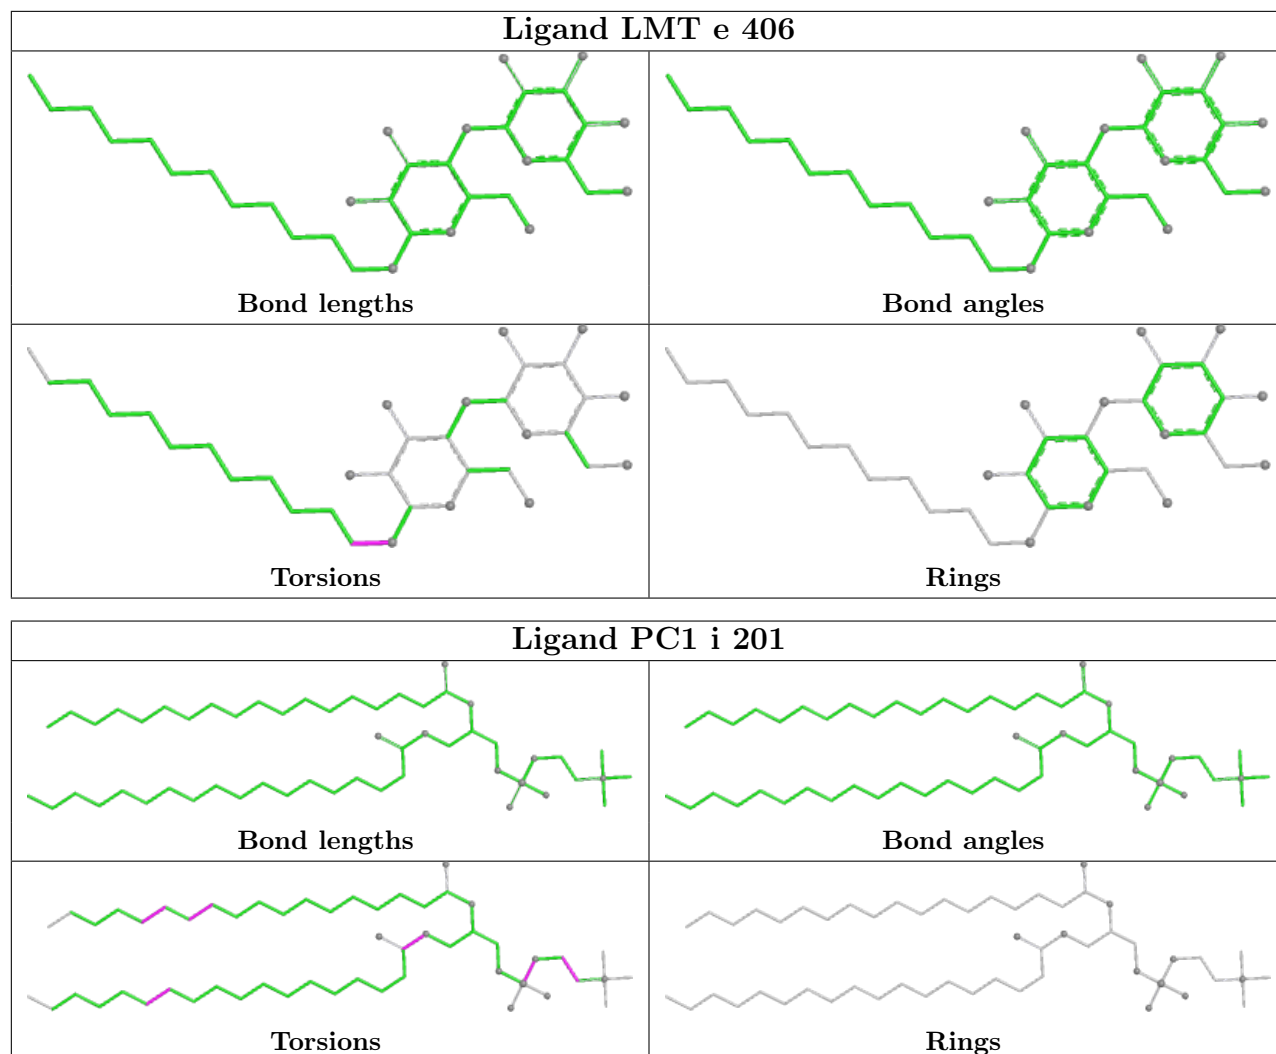 Ligand LMT e 406
Bond lengths
Bond angles
Torsions
Rings
Ligand PC1 i 201
Bond lengths
Bond angles
Torsions
Rings